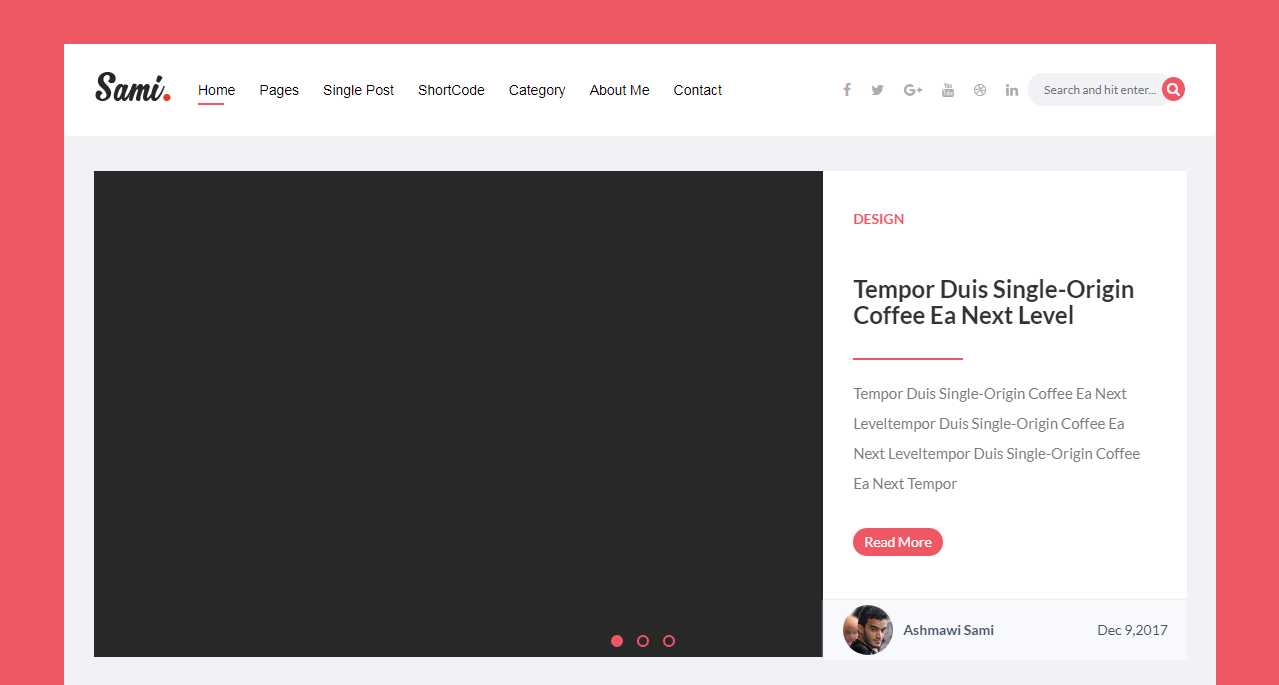 Sami.
Home Pages Single Post ShortCode Category About Me Contact
Search and hit enter...
DESIGN
Tempor Duis Single-Origin
Coffee Ea Next Level
Tempor Duis Single-Origin Coffee Ea Next
Leveltempor Duis Single-Origin Coffee Ea
Next Leveltempor Duis Single-Origin Coffee
Ea Next Tempor
Read More
Ashmawi Sami
Dec 9,2017